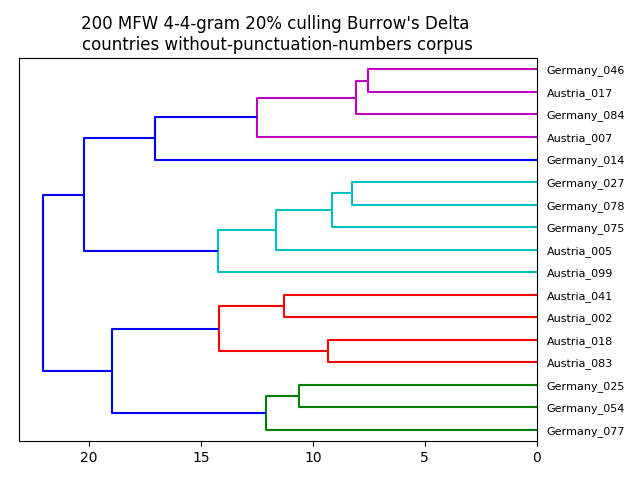 200 MFW 4-4-gram 20% culling Burrow's Delta
countries without-punctuation-numbers corpus
Germany_046
Austria_017
Germany_084
Austria_007
Germany_014
Germany_027
Germany_078
Germany_075
Austria_005
Austria_099
Austria_041
Austria_002
Austria_018
Austria_083
Germany_025
Germany_054
Germany_077
20 15 10 5 0